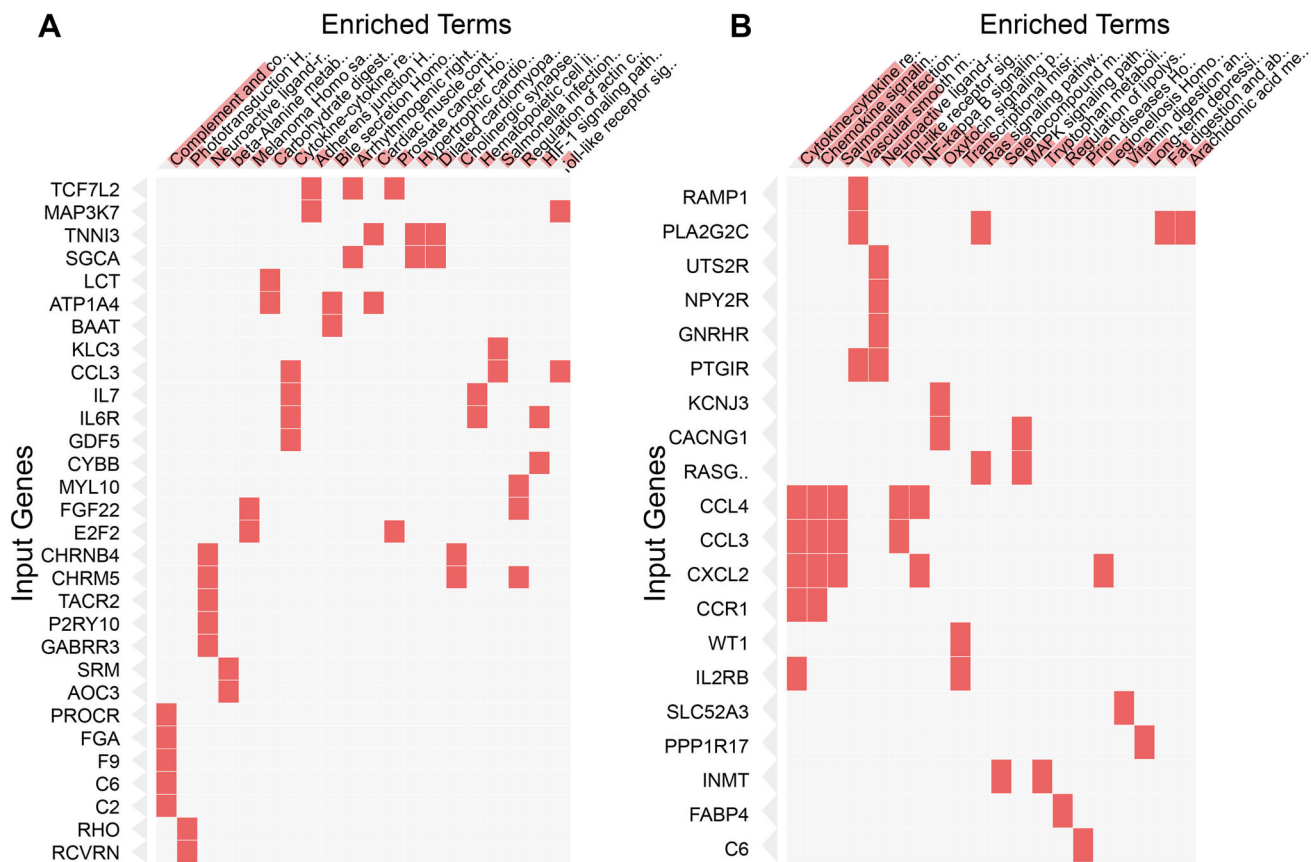 A
Enriched Terms
Complement and co..
Phototransduction H..
Neuroactive ligand-r..
beta-Alanine metab..
Melanoma Homo sa..
Carbohydrate digest..
Cytokine-cytokine re..
Adherens junction H..
Bile secretion Homo..
Arrhythmogenic right..
Cardiac muscle cont..
Prostate cancer Ho..
Hypertrophic cardio..
Dilated cardiomyopa..
Cholinergic synapse..
Hematopoietic cell li..
Salmonella infection..
Regulation of actin c..
HIF-1 signaling path..
Toll-like receptor sig..
Input Genes
TCF7L2
MAP3K7
TNNI3
SGCA
LCT
ATP1A4
BAAT
KLC3
CCL3
IL7
IL6R
GDF5
CYBB
MYL10
FGF22
E2F2
CHRNB4
CHRM5
TACR2
P2RY10
GABRR3
SRM
AOC3
PROCR
FGA
F9
C6
C2
RHO
RCVRN
B
Enriched Terms
Cytokine-cytokine re..
Chemokine signalin..
Salmonella infection..
Vascular smooth m..
Neuroactive ligand-r..
Toll-like receptor sig..
NF-kappa B signalin..
Oxytocin signaling p..
Transcriptional misr..
Ras signaling pathw..
Selenocompound m..
MAPK signaling path..
Tryptophan metaboli..
Regulation of lipolys..
Prion diseases Ho..
Legionellosis Homo..
Vitamin digestion an..
Long-term depressi..
Fat digestion and ab..
Arachidonic acid me..
Input Genes
RAMP1
PLA2G2C
UTS2R
NPY2R
GNRHR
PTGIR
KCNJ3
CACNG1
RASG..
CCL4
CCL3
CXCL2
CCR1
WT1
IL2RB
SLC52A3
PPP1R17
INMT
FABP4
C6